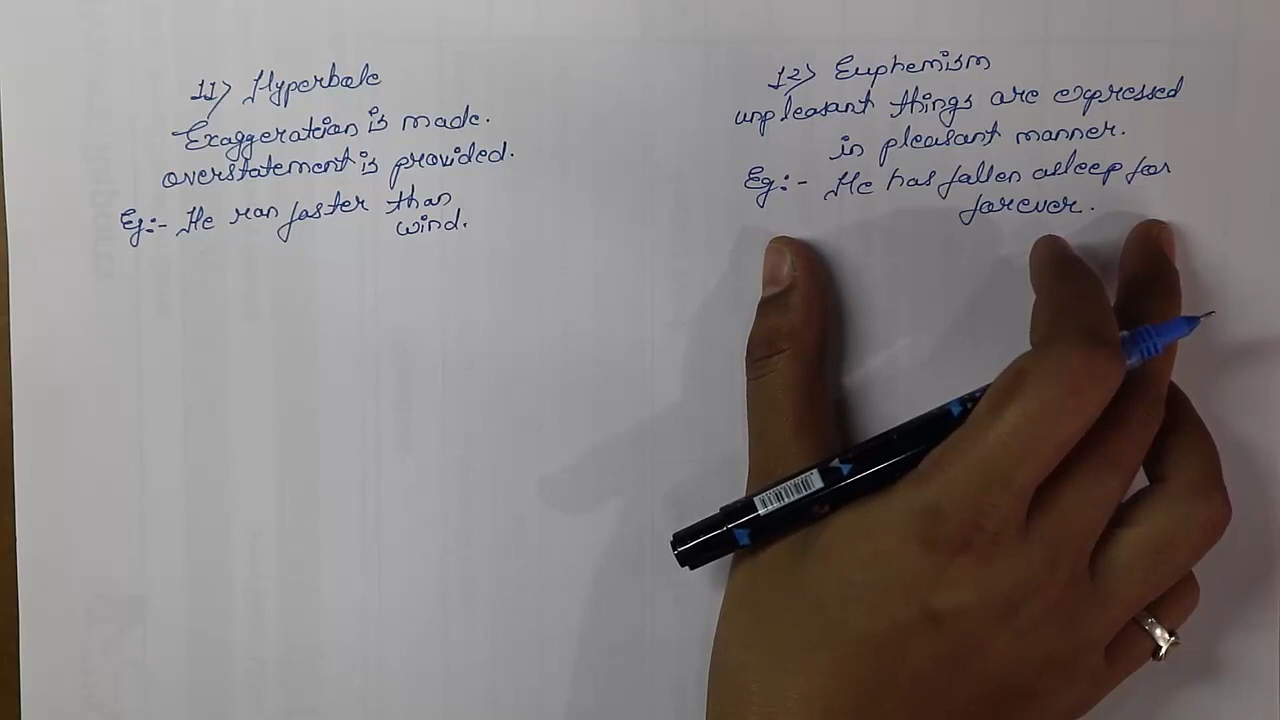 11) Hyperbole
Exaggeration is made.
overstatement is provided.
Eg:- He ran faster than
wind.
12) Euphemism
unpleasant things are expressed
in pleasant manner.
Eg:- He has fallen asleep for
forever.